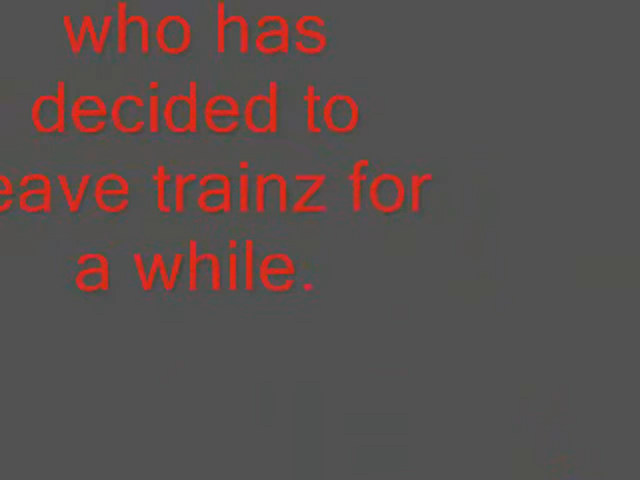 who has
decided to
eave trainz for
a while.